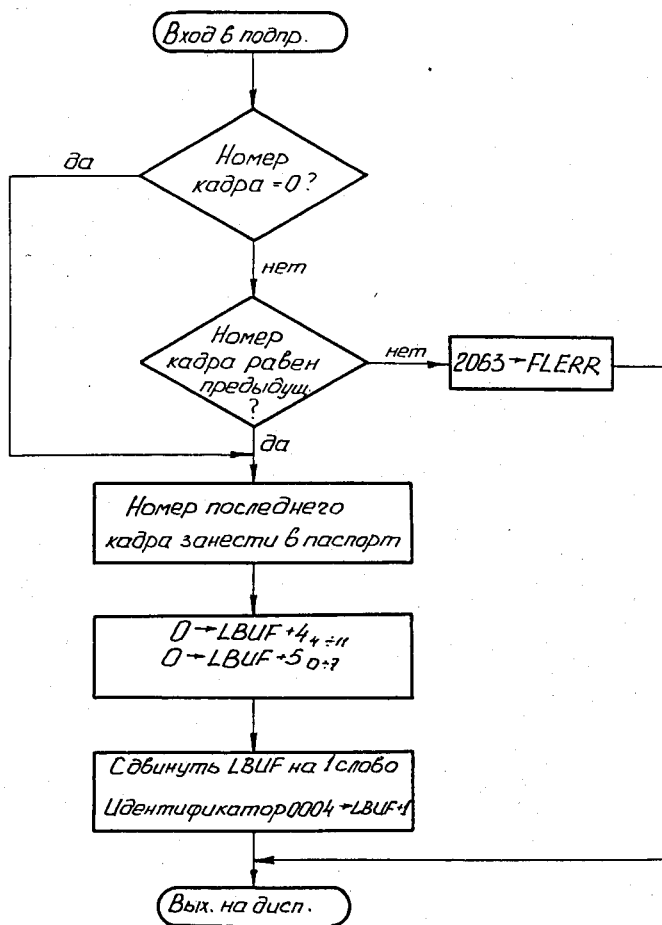 Вход в подпр.
Номер
кадра = 0 ?
да
нет
Номер
кадра равен
предыдущ.
?
нет
2063→FLERR
да
Номер последнего
кадра занести в паспорт
0→LBUF+4 4÷11
0→LBUF+5 0÷7
Сдвинуть LBUF на 1 слово
Идентификатор 0004→LBUF+1
Вых. на дисп.